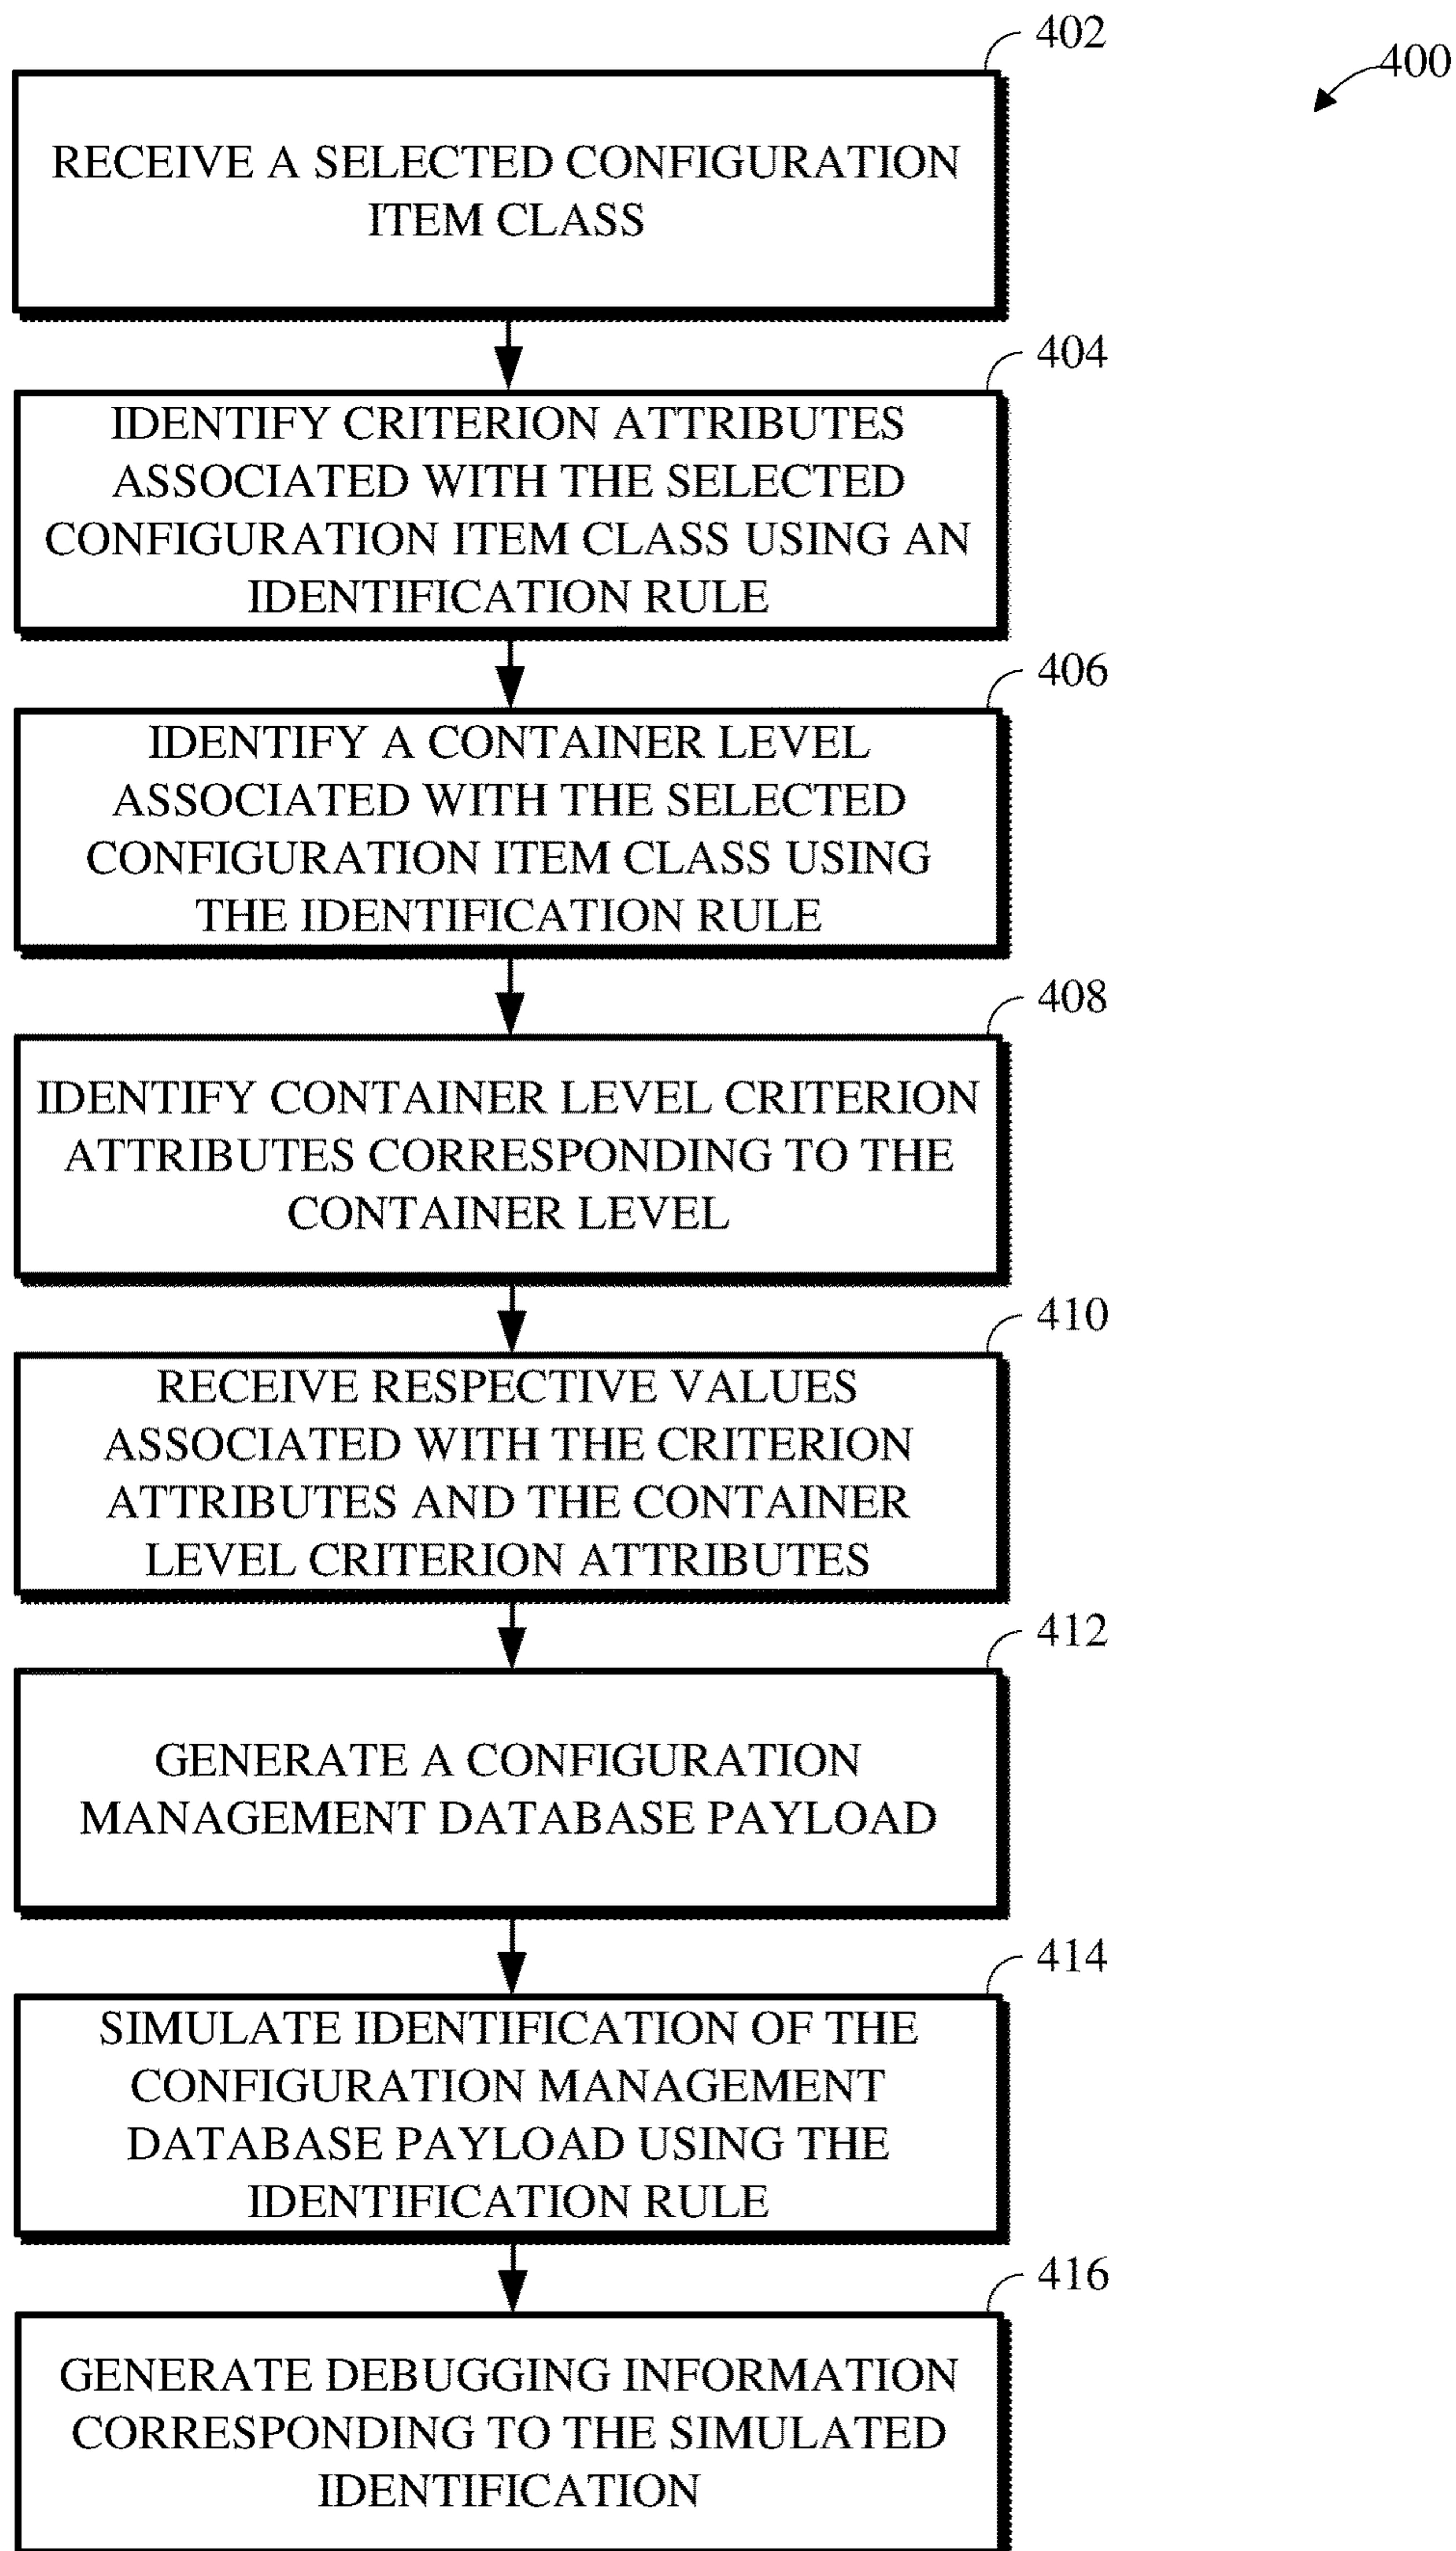 402
400
RECEIVE A SELECTED CONFIGURATION
ITEM CLASS
404
IDENTIFY CRITERION ATTRIBUTES
ASSOCIATED WITH THE SELECTED
CONFIGURATION ITEM CLASS USING AN
IDENTIFICATION RULE
406
IDENTIFY A CONTAINER LEVEL
ASSOCIATED WITH THE SELECTED
CONFIGURATION ITEM CLASS USING
THE IDENTIFICATION RULE
408
IDENTIFY CONTAINER LEVEL CRITERION
ATTRIBUTES CORRESPONDING TO THE
CONTAINER LEVEL
410
RECEIVE RESPECTIVE VALUES
ASSOCIATED WITH THE CRITERION
ATTRIBUTES AND THE CONTAINER
LEVEL CRITERION ATTRIBUTES
412
GENERATE A CONFIGURATION
MANAGEMENT DATABASE PAYLOAD
414
SIMULATE IDENTIFICATION OF THE
CONFIGURATION MANAGEMENT
DATABASE PAYLOAD USING THE
IDENTIFICATION RULE
416
GENERATE DEBUGGING INFORMATION
CORRESPONDING TO THE SIMULATED
IDENTIFICATION